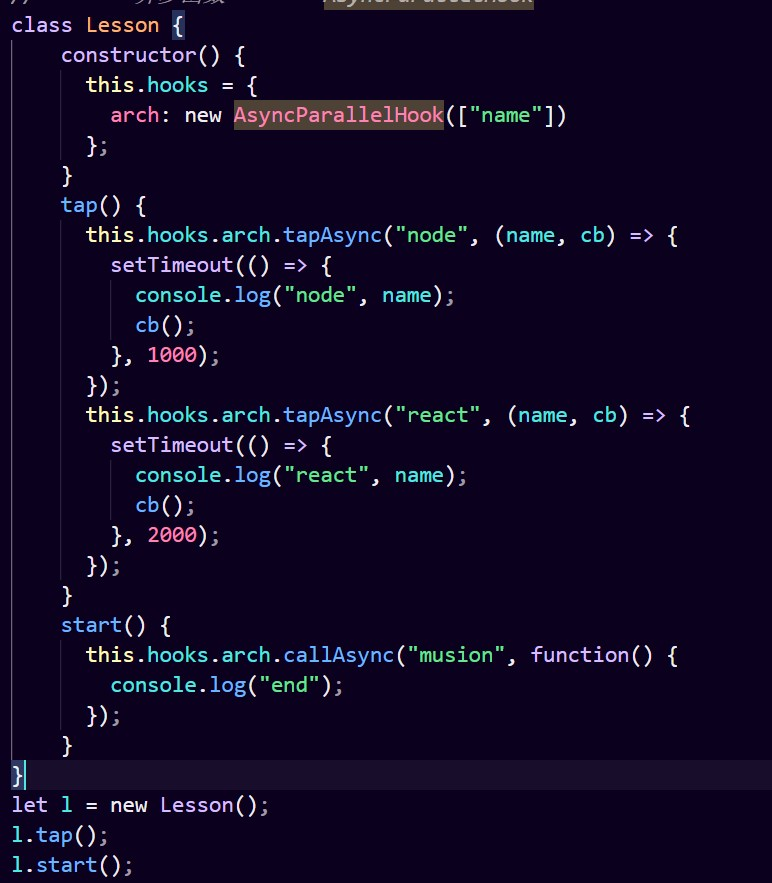 class Lesson {
    constructor() {
      this.hooks = {
        arch: new AsyncParallelHook(["name"])
      };
    }
    tap() {
      this.hooks.arch.tapAsync("node", (name, cb) => {
        setTimeout(() => {
          console.log("node", name);
          cb();
        }, 1000);
      });
      this.hooks.arch.tapAsync("react", (name, cb) => {
        setTimeout(() => {
          console.log("react", name);
          cb();
        }, 2000);
      });
    }
    start() {
      this.hooks.arch.callAsync("musion", function() {
        console.log("end");
      });
    }
}
let l = new Lesson();
l.tap();
l.start();